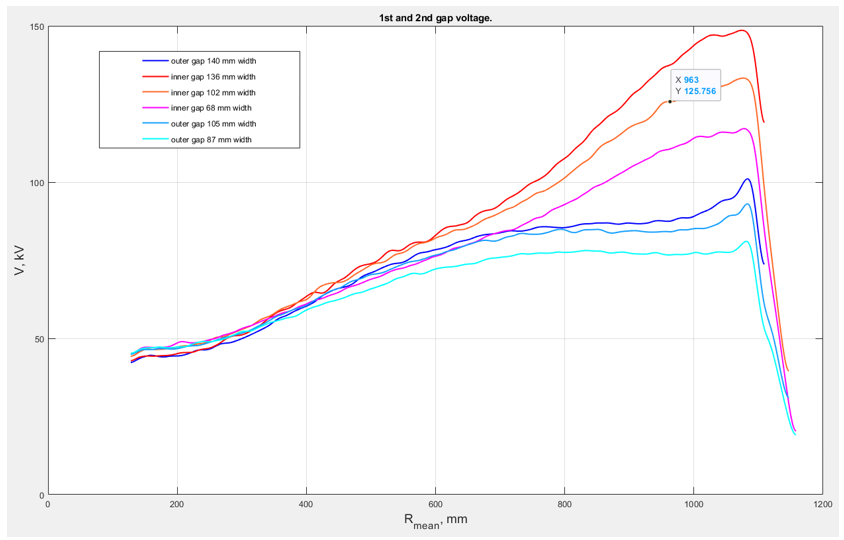 1st and 2nd gap voltage.
150
outer gap 140 mm width
inner gap 136 mm width
inner gap 102 mm width
inner gap 68 mm width
outer gap 105 mm width
outer gap 87 mm width
X 963
Y 125.756
100
V, kV
50
0
0 200 400 600 800 1000 1200
Rmean, mm